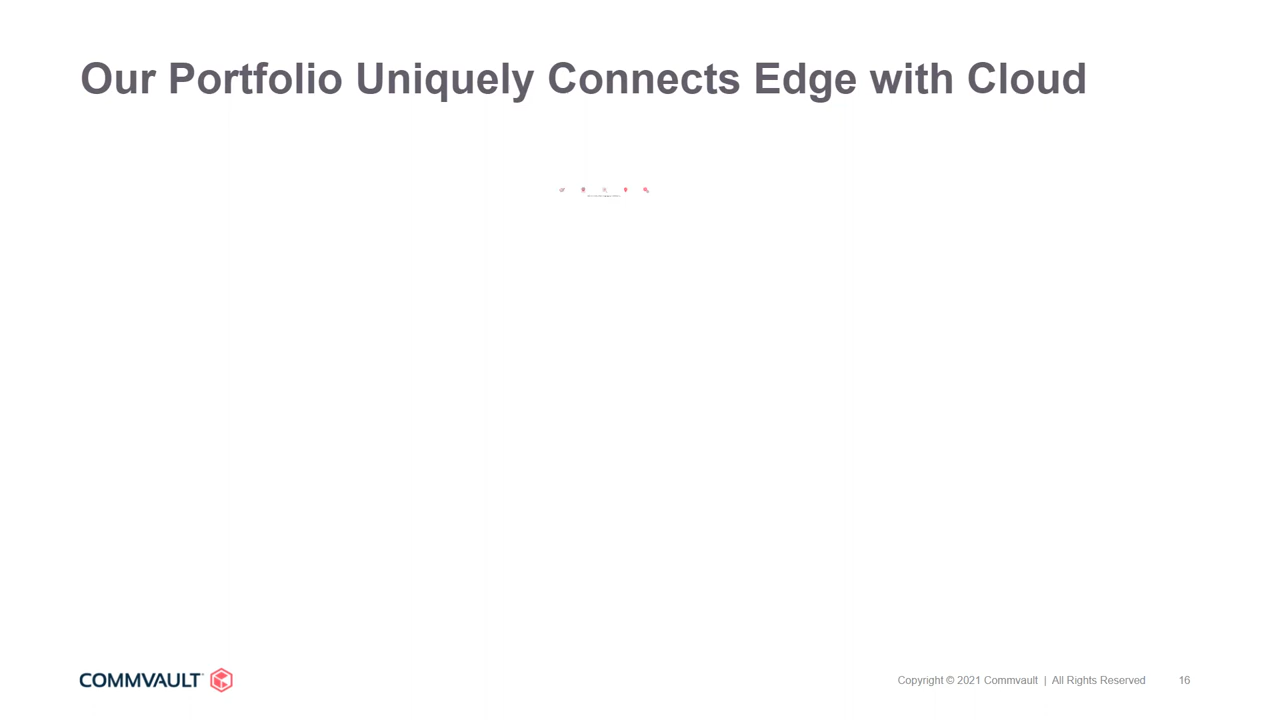 Our Portfolio Uniquely Connects Edge with Cloud
COMMVAULT
Copyright © 2021 Commvault | All Rights Reserved 16